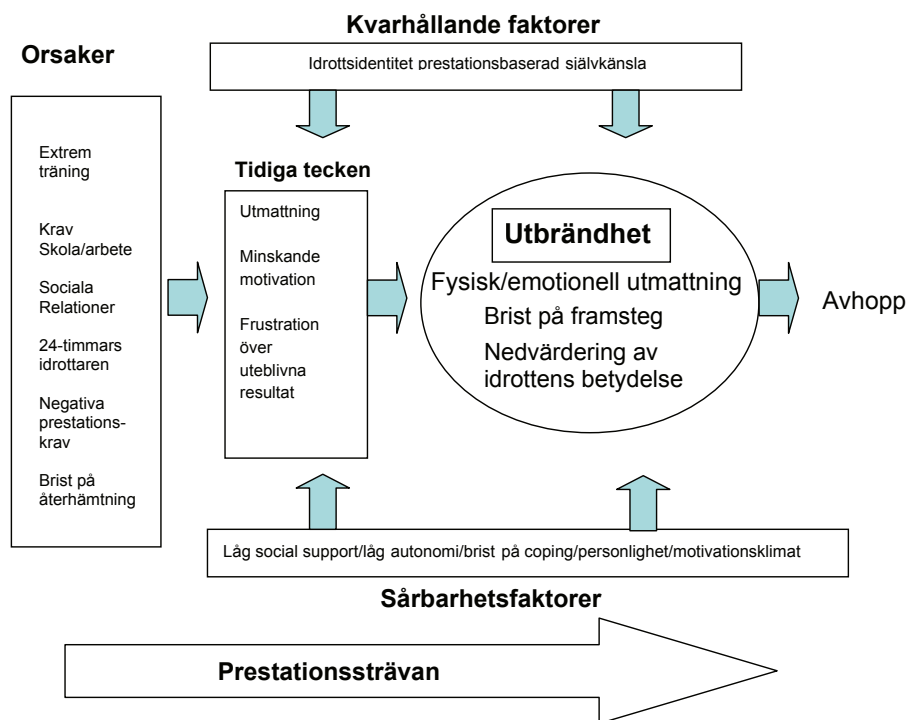 Kvarhållande faktorer
Idrottsidentitet prestationsbaserad självkänsla
Orsaker
Extrem
träning
Krav
Skola/arbete
Sociala
Relationer
24-timmars
idrottaren
Negativa
prestations-
krav
Brist på
återhämtning
Tidiga tecken
Utmattning
Minskande
motivation
Frustration
över
uteblivna
resultat
Utbrändhet
Fysisk/emotionell utmattning
Brist på framsteg
Nedvärdering av
idrottens betydelse
Avhopp
Låg social support/låg autonomi/brist på coping/personlighet/motivationsklimat
Sårbarhetsfaktorer
Prestationssträvan